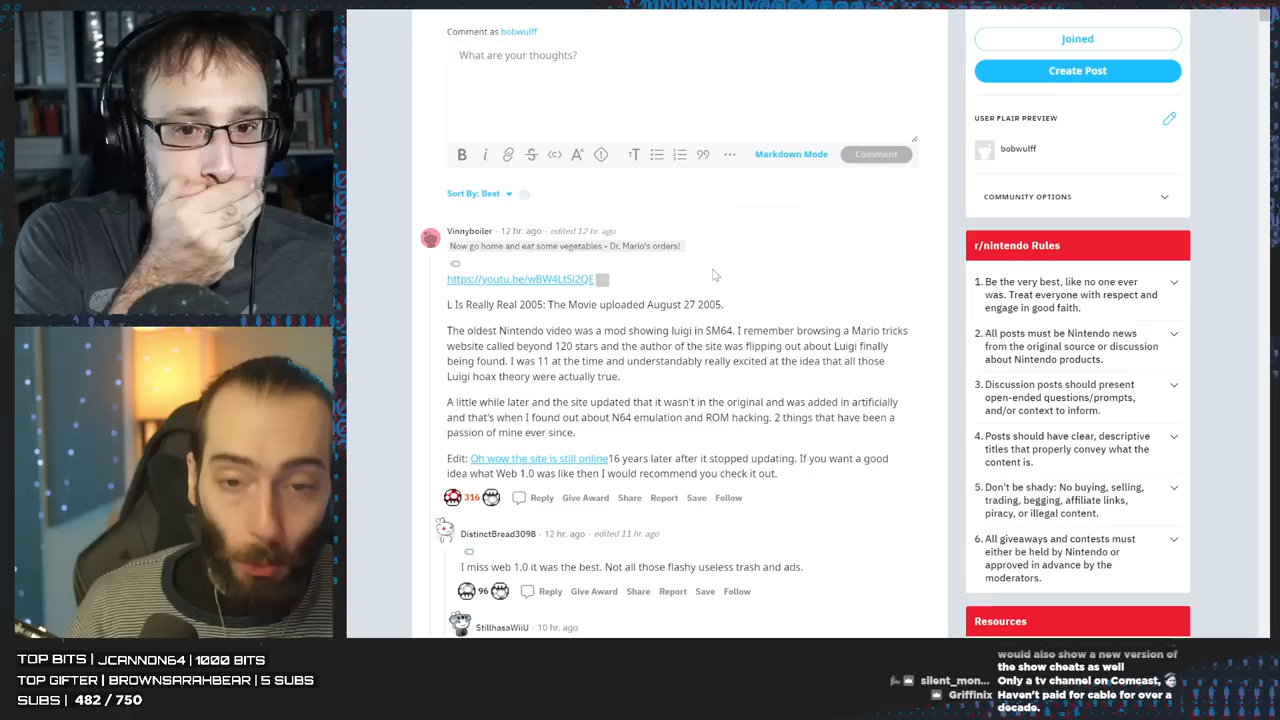 Comment as bobwulff
What are your thoughts?
Markdown Mode
Comment
Sort By: Best
Vinnyboiler · 12 hr. ago · edited 12 hr. ago
Now go home and eat some vegetables - Dr. Mario's orders!
https://youtu.be/wBW4LtSi2QE
L Is Really Real 2005: The Movie uploaded August 27 2005.
The oldest Nintendo video was a mod showing luigi in SM64. I remember browsing a Mario tricks
website called beyond 120 stars and the author of the site was flipping out about Luigi finally
being found. I was 11 at the time and understandably really excited at the idea that all those
Luigi hoax theory were actually true.
A little while later and the site updated that it wasn't in the original and was added in artificially
and that's when I found out about N64 emulation and ROM hacking. 2 things that have been a
passion of mine ever since.
Edit: Oh wow the site is still online16 years later after it stopped updating. If you want a good
idea what Web 1.0 was like then I would recommend you check it out.
316 Reply Give Award Share Report Save Follow
DistinctBread3098 · 12 hr. ago · edited 11 hr. ago
I miss web 1.0 it was the best. Not all those flashy useless trash and ads.
96 Reply Give Award Share Report Save Follow
StillhasaWiiU · 10 hr. ago
Joined
Create Post
USER FLAIR PREVIEW
bobwulff
COMMUNITY OPTIONS
r/nintendo Rules
1. Be the very best, like no one ever
was. Treat everyone with respect and
engage in good faith.
2. All posts must be Nintendo news
from the original source or discussion
about Nintendo products.
3. Discussion posts should present
open-ended questions/prompts,
and/or context to inform.
4. Posts should have clear, descriptive
titles that properly convey what the
content is.
5. Don't be shady: No buying, selling,
trading, begging, affiliate links,
piracy, or illegal content.
6. All giveaways and contests must
either be held by Nintendo or
approved in advance by the
moderators.
Resources
TOP BITS | JCANNON64 | 1000 BITS
TOP GIFTER | BROWNSARAHBEAR | 5 SUBS
SUBS | 482 / 750
would also show a new version of
the show cheats as well
silent_mon... Only a tv channel on Comcast,
Griffinix Haven't paid for cable for over a
decade.